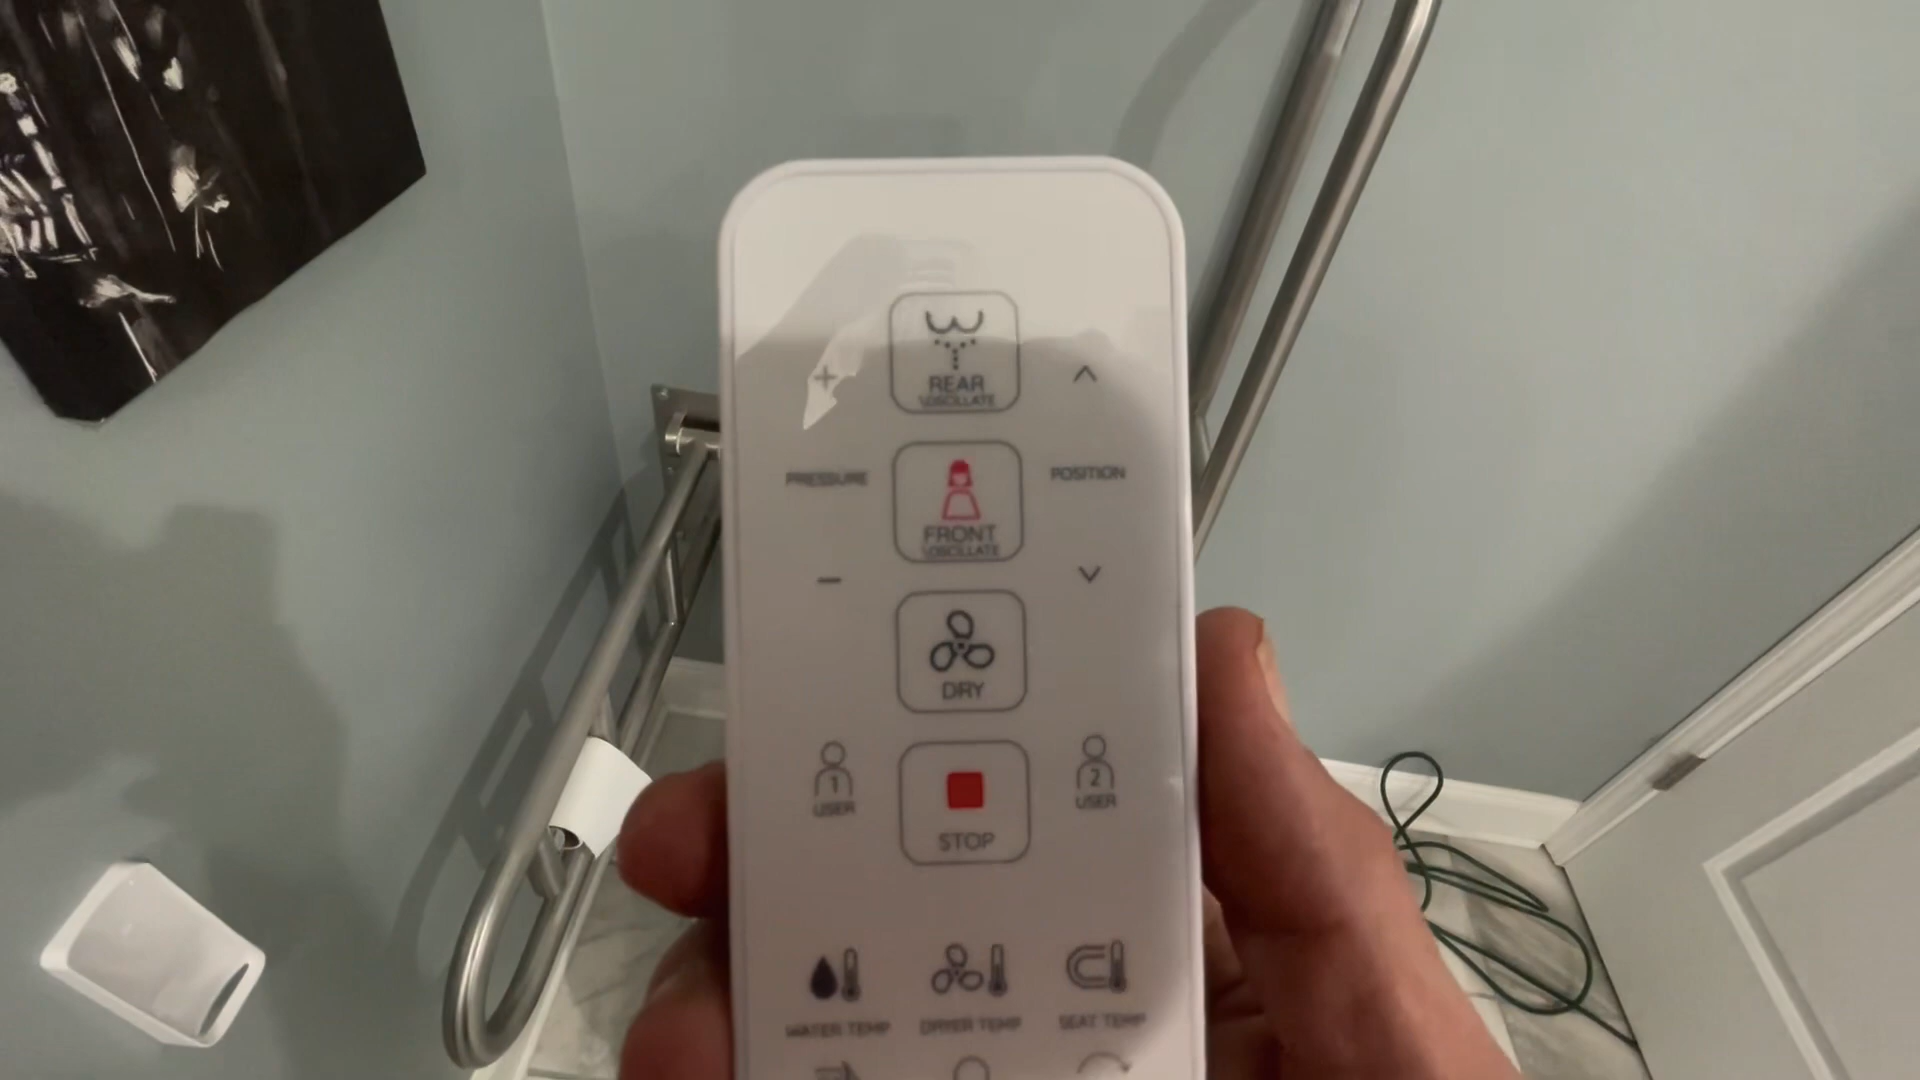 REAR
\OSCILLATE
+
PRESSURE
POSITION
FRONT
\OSCILLATE
−
DRY
1
USER
2
USER
STOP
WATER TEMP
DRYER TEMP
SEAT TEMP